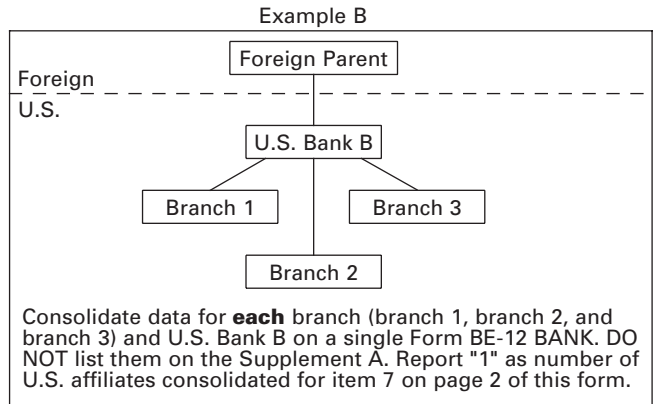 Example B
Foreign Parent
Foreign
U.S.
U.S. Bank B
Branch 1
Branch 3
Branch 2
Consolidate data for each branch (branch 1, branch 2, and
branch 3) and U.S. Bank B on a single Form BE-12 BANK. DO
NOT list them on the Supplement A. Report "1" as number of
U.S. affiliates consolidated for item 7 on page 2 of this form.